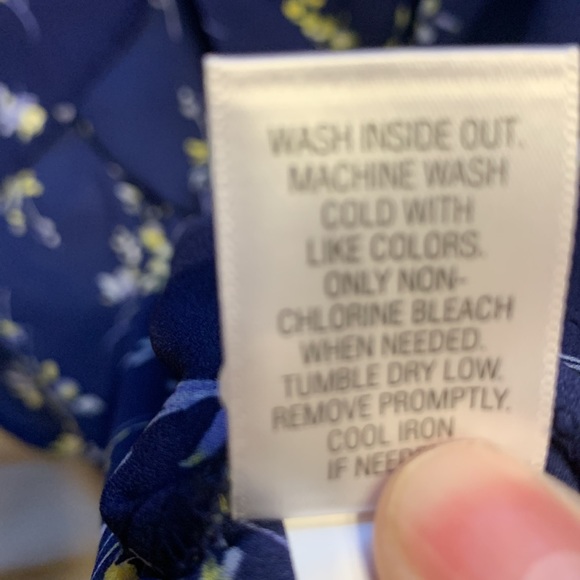 WASH INSIDE OUT.
MACHINE WASH
COLD WITH
LIKE COLORS.
ONLY NON-
CHLORINE BLEACH
WHEN NEEDED.
TUMBLE DRY LOW.
REMOVE PROMPTLY.
COOL IRON
IF